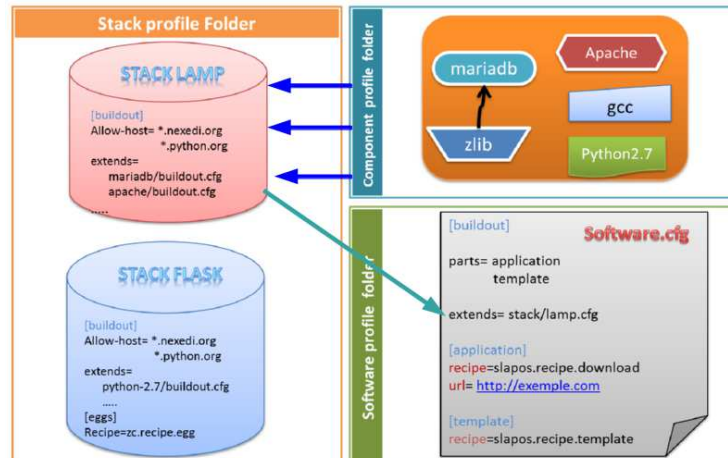 Stack profile Folder
STACK LAMP
[buildout]
Allow-host= *.nexedi.org
*.python.org
extends=
mariadb/buildout.cfg
apache/buildout.cfg
.....
STACK FLASK
[buildout]
Allow-host= *.nexedi.org
*.python.org
extends=
python-2.7/buildout.cfg
.....
[eggs]
Recipe=zc.recipe.egg
Component profile folder
mariadb
Apache
zlib
gcc
Python2.7
Software profile folder
[buildout]
Software.cfg
parts= application
template
extends= stack/lamp.cfg
[application]
recipe=slapos.recipe.download
url= http://exemple.com
[template]
recipe=slapos.recipe.template